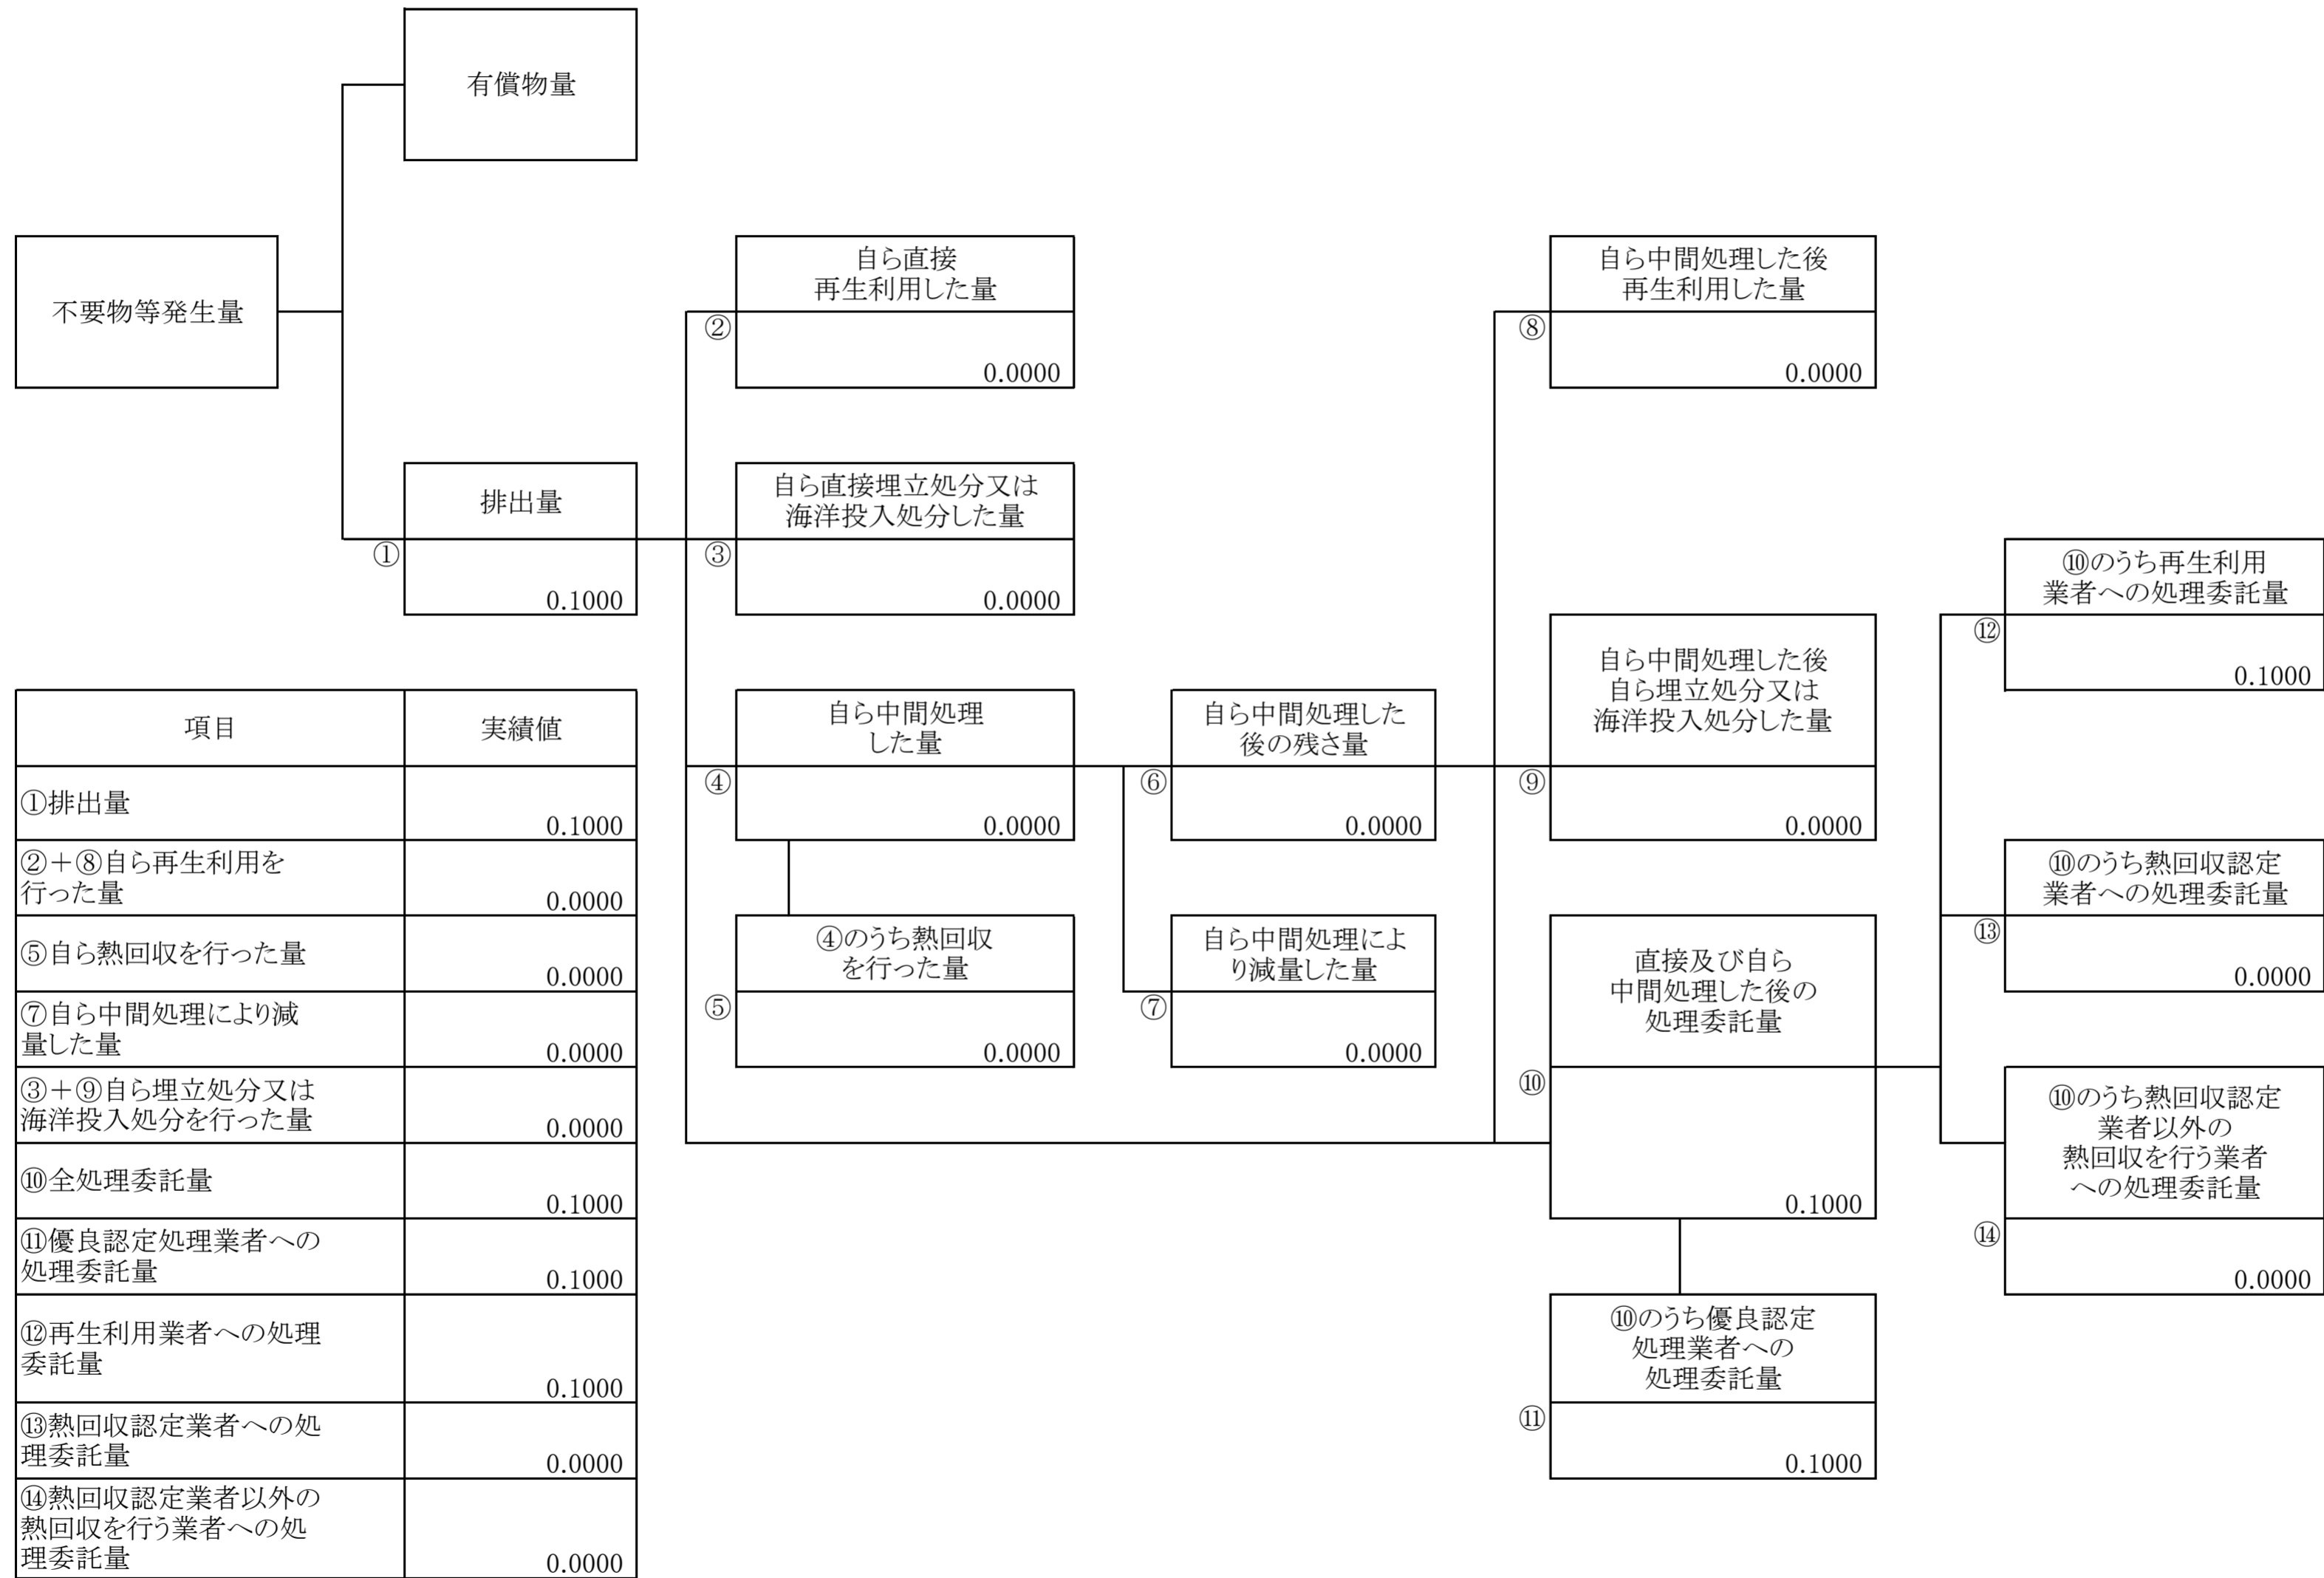 有償物量
不要物等発生量
自ら直接
再生利用した量
②
0.0000
自ら中間処理した後
再生利用した量
⑧
0.0000
排出量
①
0.1000
自ら直接埋立処分又は
海洋投入処分した量
③
0.0000
⑩のうち再生利用
業者への処理委託量
⑫
0.1000
自ら中間処理
した量
④
0.0000
自ら中間処理した
後の残さ量
⑥
0.0000
自ら中間処理した後
自ら埋立処分又は
海洋投入処分した量
⑨
0.0000
⑩のうち熱回収認定
業者への処理委託量
⑬
0.0000
④のうち熱回収
を行った量
⑤
0.0000
自ら中間処理によ
り減量した量
⑦
0.0000
直接及び自ら
中間処理した後の
処理委託量
⑩
0.1000
⑩のうち熱回収認定
業者以外の
熱回収を行う業者
への処理委託量
⑭
0.0000
⑩のうち優良認定
処理業者への
処理委託量
⑪
0.1000
項目 実績値
①排出量
0.1000
②+⑧自ら再生利用を
行った量
0.0000
⑤自ら熱回収を行った量
0.0000
⑦自ら中間処理により減
量した量
0.0000
③+⑨自ら埋立処分又は
海洋投入処分を行った量
0.0000
⑩全処理委託量
0.1000
⑪優良認定処理業者への
処理委託量
0.1000
⑫再生利用業者への処理
委託量
0.1000
⑬熱回収認定業者への処
理委託量
0.0000
⑭熱回収認定業者以外の
熱回収を行う業者への処
理委託量
0.0000